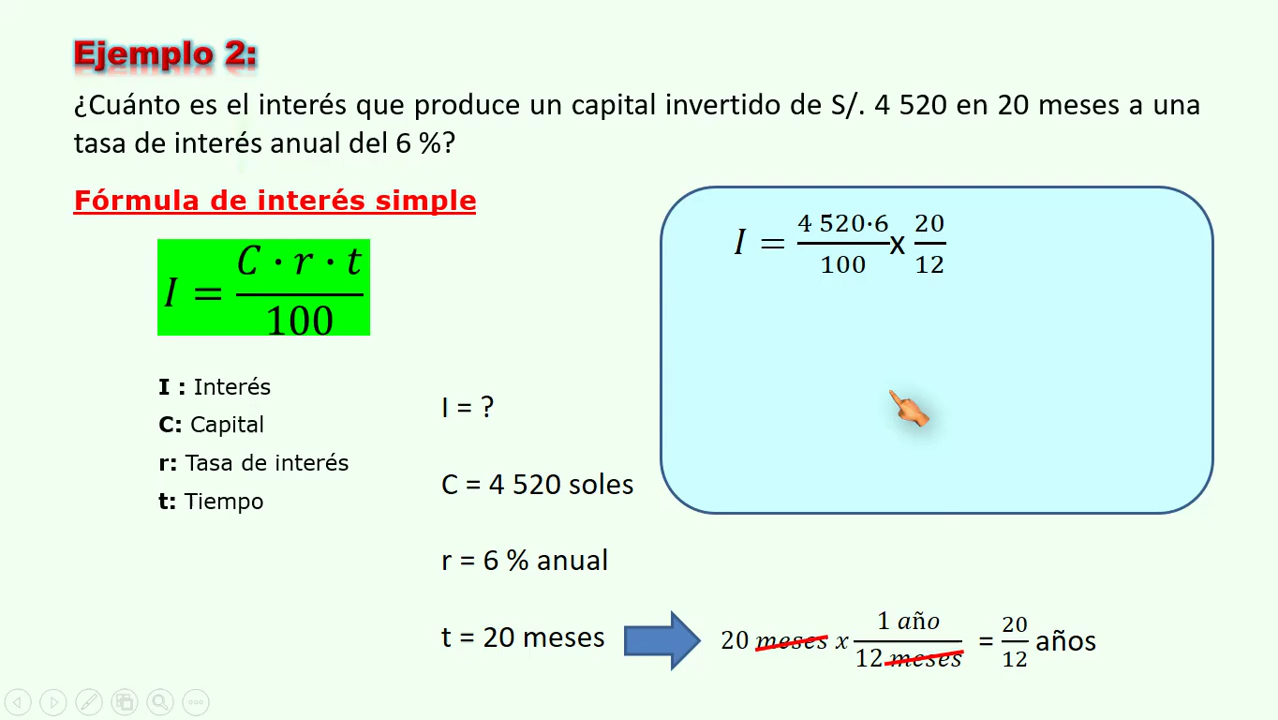 Ejemplo 2:
¿Cuánto es el interés que produce un capital invertido de S/. 4 520 en 20 meses a una
tasa de interés anual del 6 %?
Fórmula de interés simple
I = C · r · t / 100
I : Interés
C: Capital
r: Tasa de interés
t: Tiempo
I = ?
C = 4 520 soles
r = 6 % anual
t = 20 meses
20 meses x 1 año / 12 meses = 20/12 años
I = 4 520·6 / 100 x 20/12